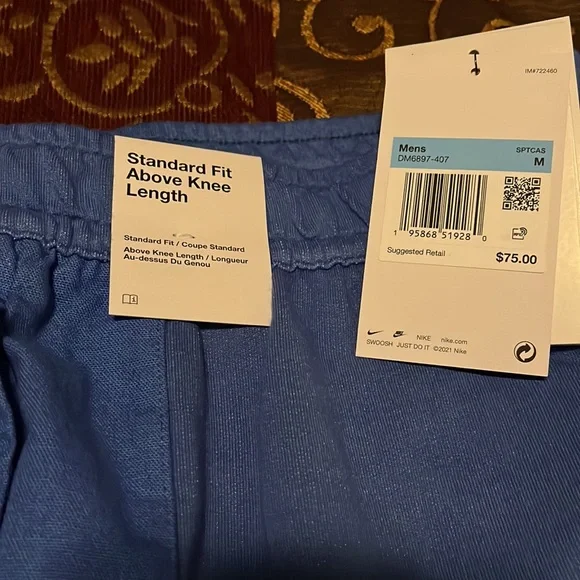 Standard Fit
Above Knee
Length
Standard Fit / Coupe Standard
Above Knee Length / Longueur
Au-dessus Du Genou
IM#722460
Mens SPTCAS
DM6897-407 M
1 95868 51928 0
Suggested Retail $75.00
NIKE nike.com
SWOOSH JUST DO IT ©2021 Nike